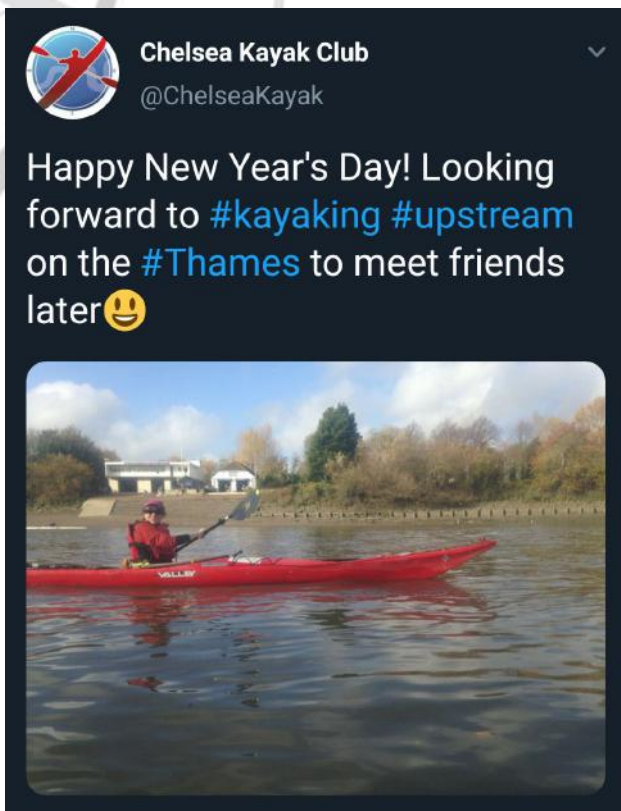 Chelsea Kayak Club
@ChelseaKayak
Happy New Year's Day! Looking
forward to #kayaking #upstream
on the #Thames to meet friends
later😃
VALLEY